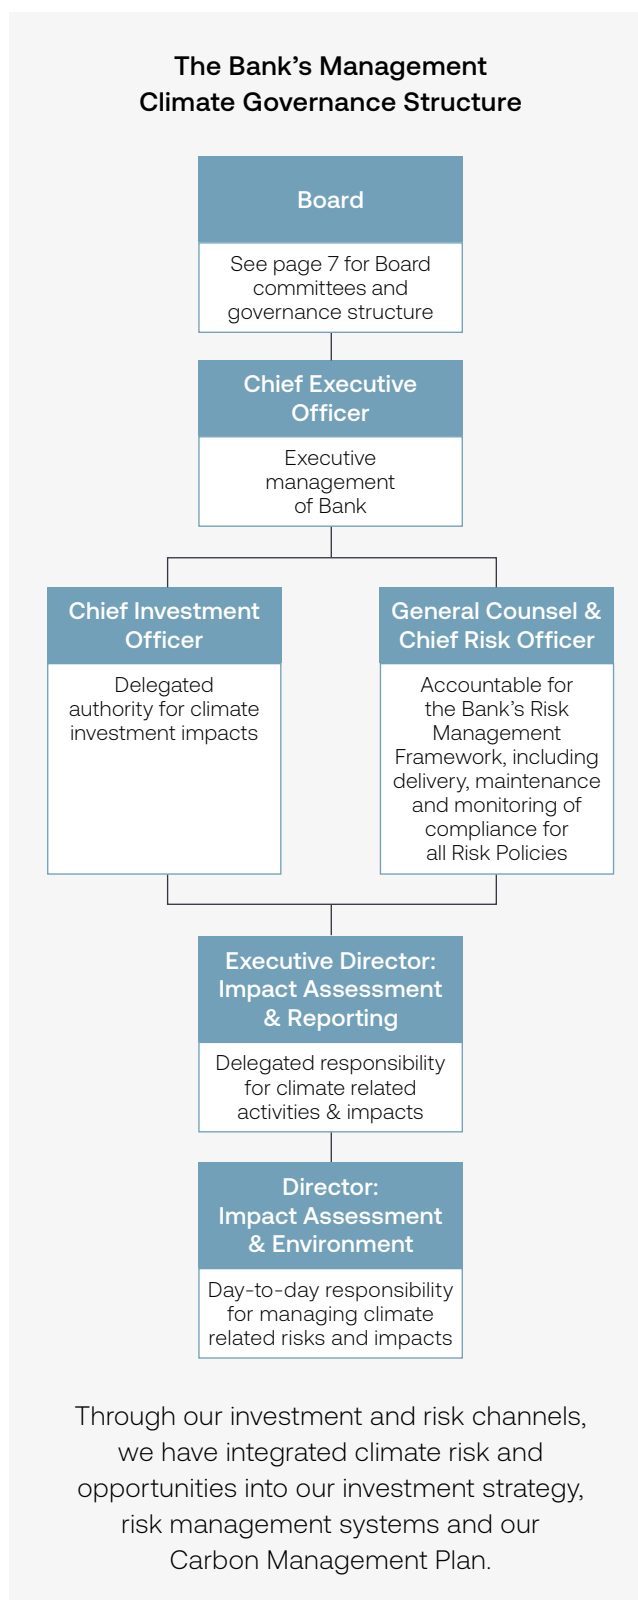 The Bank’s Management
Climate Governance Structure
Board
See page 7 for Board
committees and
governance structure
Chief Executive
Officer
Executive
management
of Bank
Chief Investment
Officer
Delegated
authority for climate
investment impacts
General Counsel &
Chief Risk Officer
Accountable for
the Bank’s Risk
Management
Framework, including
delivery, maintenance
and monitoring of
compliance for
all Risk Policies
Executive Director:
Impact Assessment
& Reporting
Delegated responsibility
for climate related
activities & impacts
Director:
Impact Assessment
& Environment
Day-to-day responsibility
for managing climate
related risks and impacts
Through our investment and risk channels,
we have integrated climate risk and
opportunities into our investment strategy,
risk management systems and our
Carbon Management Plan.